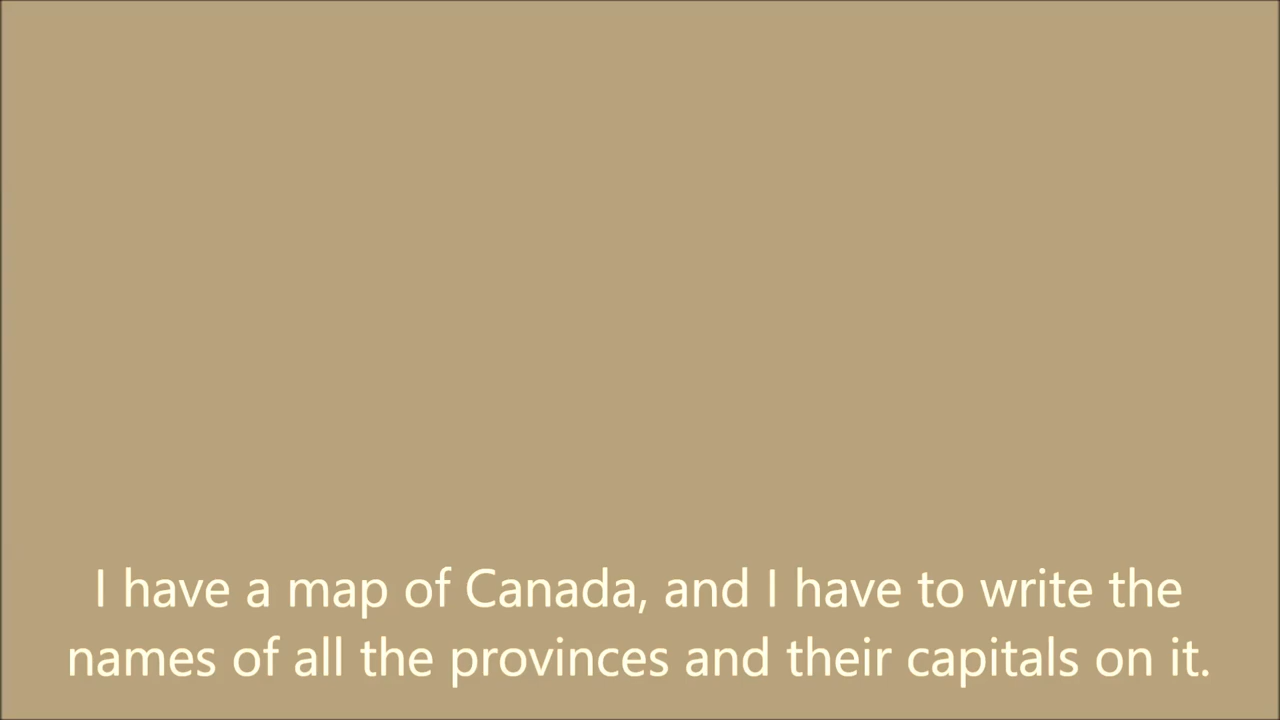 I have a map of Canada, and I have to write the
names of all the provinces and their capitals on it.